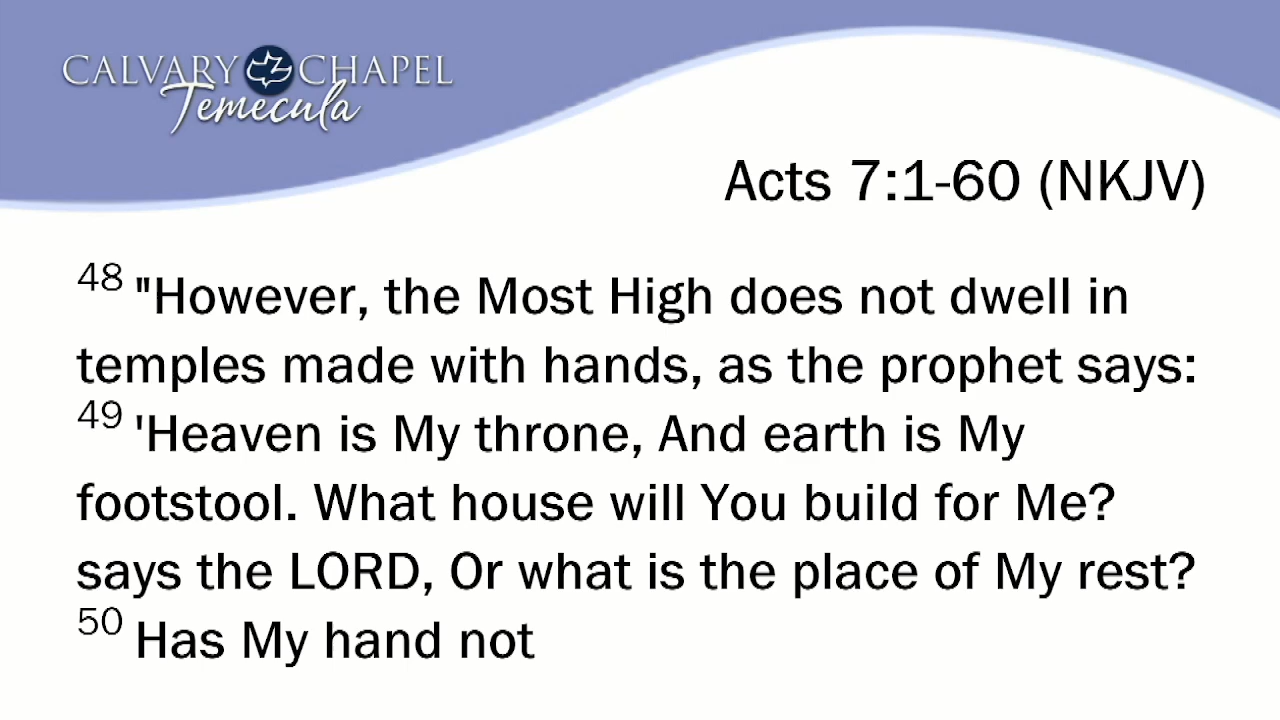 CALVARY CHAPEL
Temecula
Acts 7:1-60 (NKJV)
48 "However, the Most High does not dwell in
temples made with hands, as the prophet says:
49 'Heaven is My throne, And earth is My
footstool. What house will You build for Me?
says the LORD, Or what is the place of My rest?
50 Has My hand not